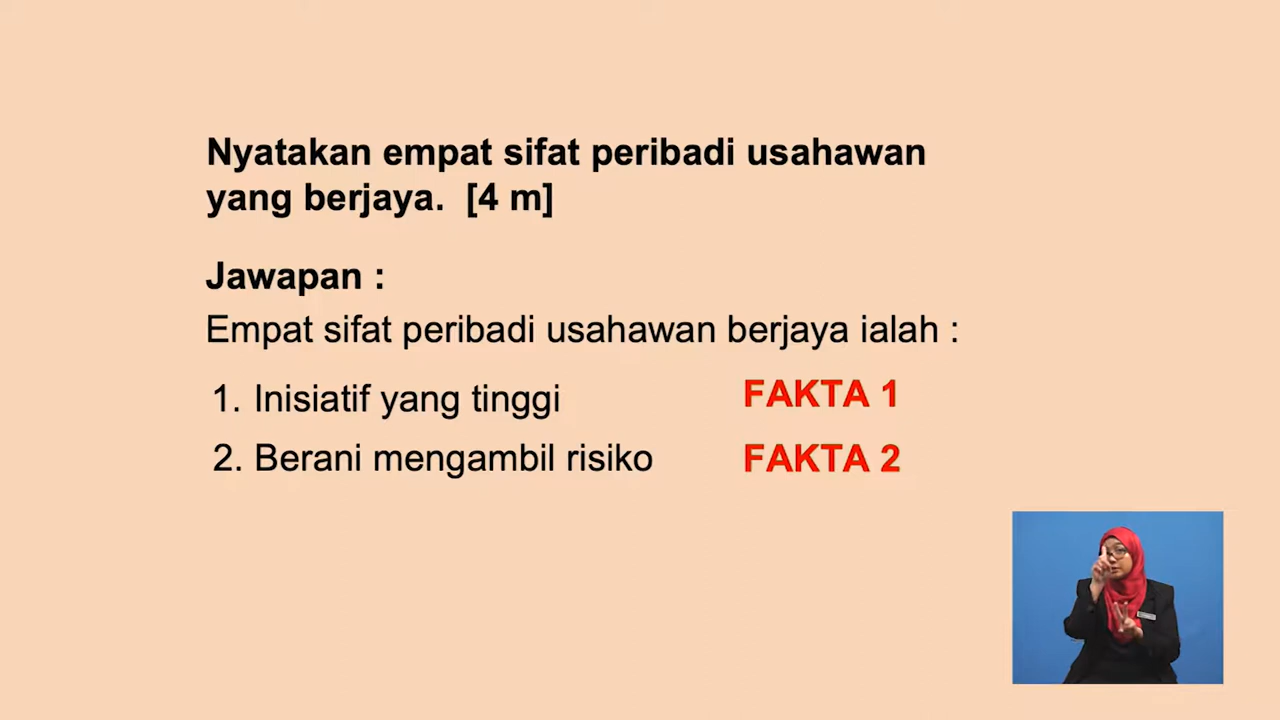 Nyatakan empat sifat peribadi usahawan
yang berjaya. [4 m]
Jawapan :
Empat sifat peribadi usahawan berjaya ialah :
1. Inisiatif yang tinggi FAKTA 1
2. Berani mengambil risiko FAKTA 2